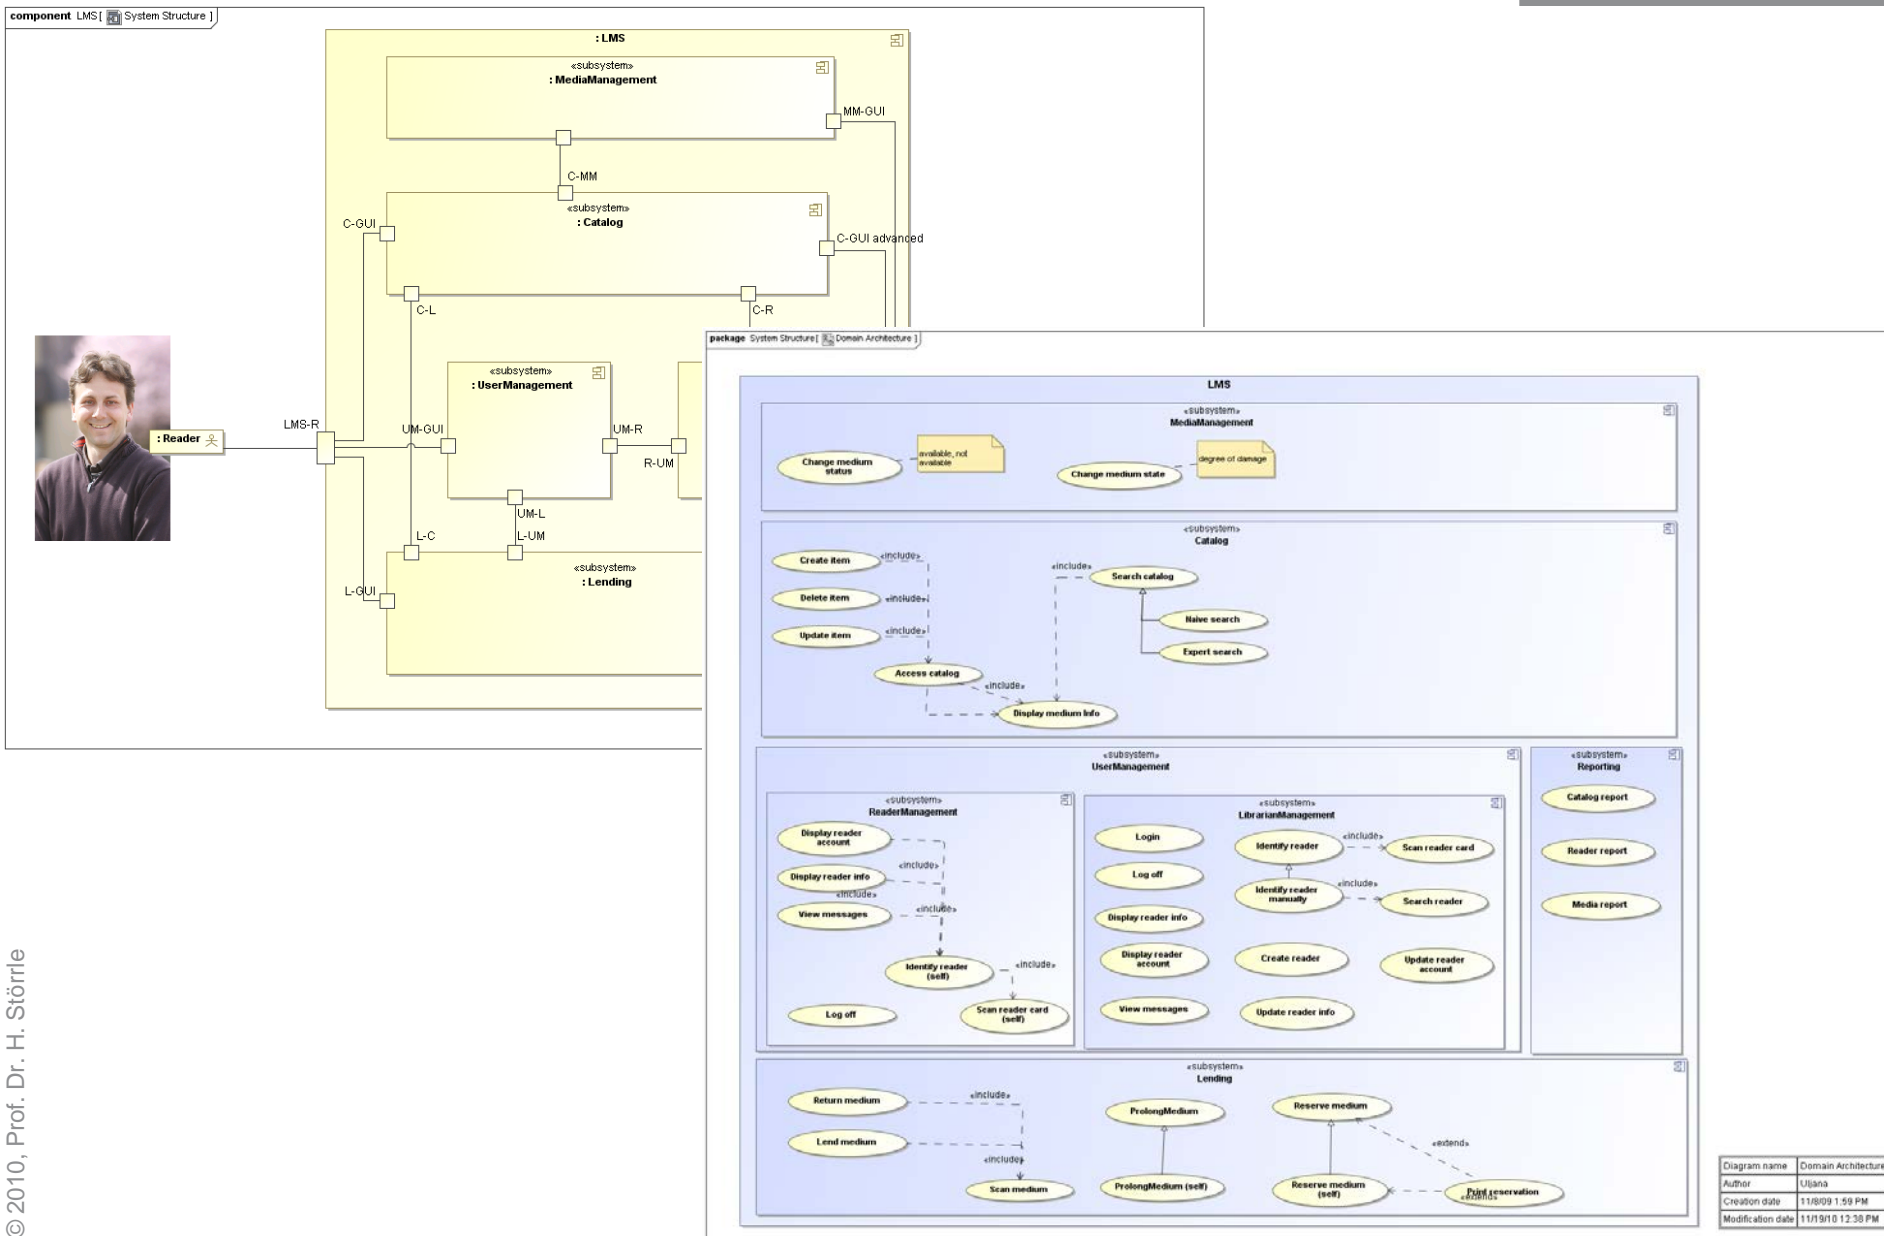 component LMS [ System Structure ]
: LMS
«subsystem»
: MediaManagement
MM-GUI
C-MM
«subsystem»
: Catalog
C-GUI
C-GUI advanced
C-L
C-R
«subsystem»
: UserManagement
LMS-R
UM-GUI
UM-R
R-UM
: Reader
UM-L
L-C
L-UM
«subsystem»
: Lending
L-GUI
package System Structure [ Domain Architecture ]
LMS
«subsystem»
MediaManagement
Change medium
status
available, not
available
Change medium state
degree of damage
«subsystem»
Catalog
Create item
«include»
Delete item
«include»
Update item
«include»
Access catalog
«include»
Display medium Info
«include»
Search catalog
Naive search
Expert search
«subsystem»
UserManagement
«subsystem»
ReaderManagement
Display reader
account
«include»
Display reader info
«include»
View messages
«include»
Identify reader
(self)
«include»
Log off
Scan reader card
(self)
«subsystem»
LibrarianManagement
Login
Identify reader
«include»
Scan reader card
Log off
Identify reader
manually
«include»
Search reader
Display reader info
Display reader
account
Create reader
Update reader
account
View messages
Update reader info
«subsystem»
Reporting
Catalog report
Reader report
Media report
«subsystem»
Lending
Return medium
«include»
Lend medium
«include»
Scan medium
ProlongMedium
ProlongMedium (self)
Reserve medium
«extend»
Reserve medium
(self)
Print reservation
«extend»
Diagram name Domain Architecture
Author Uljana
Creation date 11/8/09 1:59 PM
Modification date 11/19/10 12:38 PM
© 2010, Prof. Dr. H. Störrle